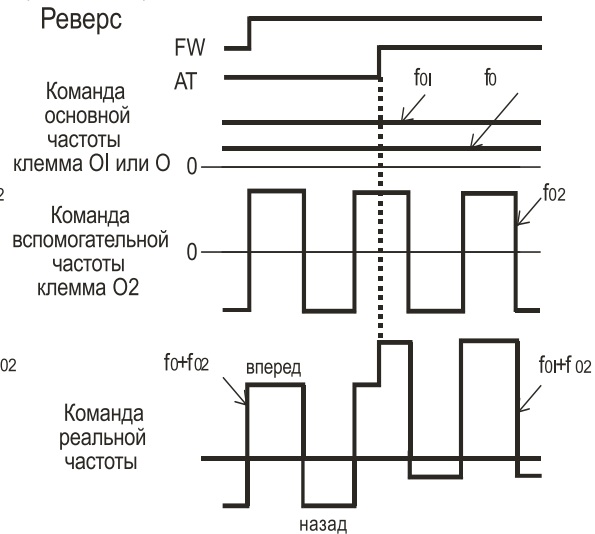 Реверс
FW
AT
Команда
основной
частоты
клемма OI или O
0
fOI
fO
2
Команда
вспомогательной
частоты
клемма O2
0
fO2
O2
fO+fO2
вперед
fOI+f O2
Команда
реальной
частоты
назад